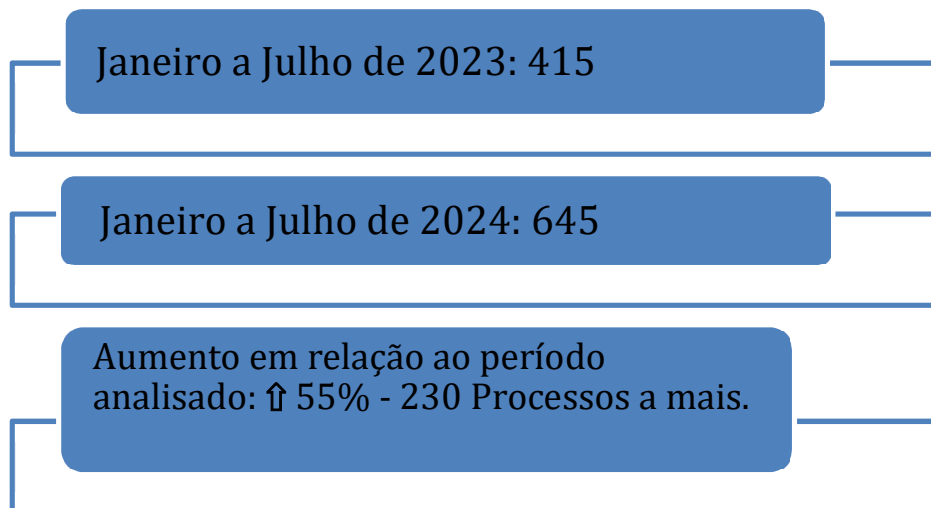 Janeiro a Julho de 2023: 415
Janeiro a Julho de 2024: 645
Aumento em relação ao período
analisado: ⇧ 55% - 230 Processos a mais.